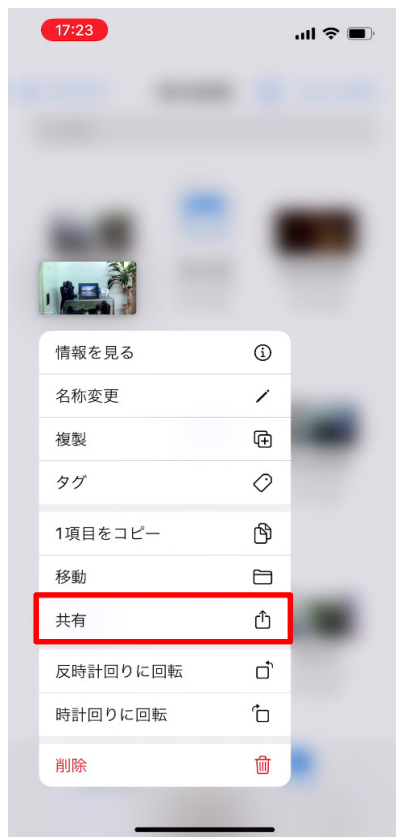 17:23
情報を見る
名称変更
複製
タグ
1項目をコピー
移動
共有
反時計回りに回転
時計回りに回転
削除